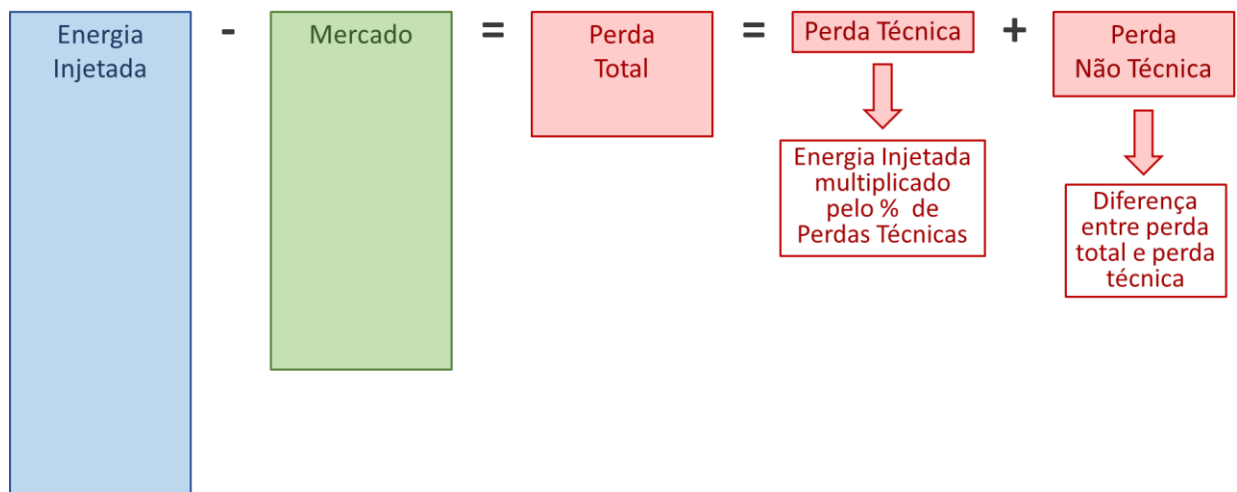 Energia
Injetada
-
Mercado
=
Perda
Total
=
Perda Técnica
+
Perda
Não Técnica
Energia Injetada
multiplicado
pelo % de
Perdas Técnicas
Diferença
entre perda
total e perda
técnica